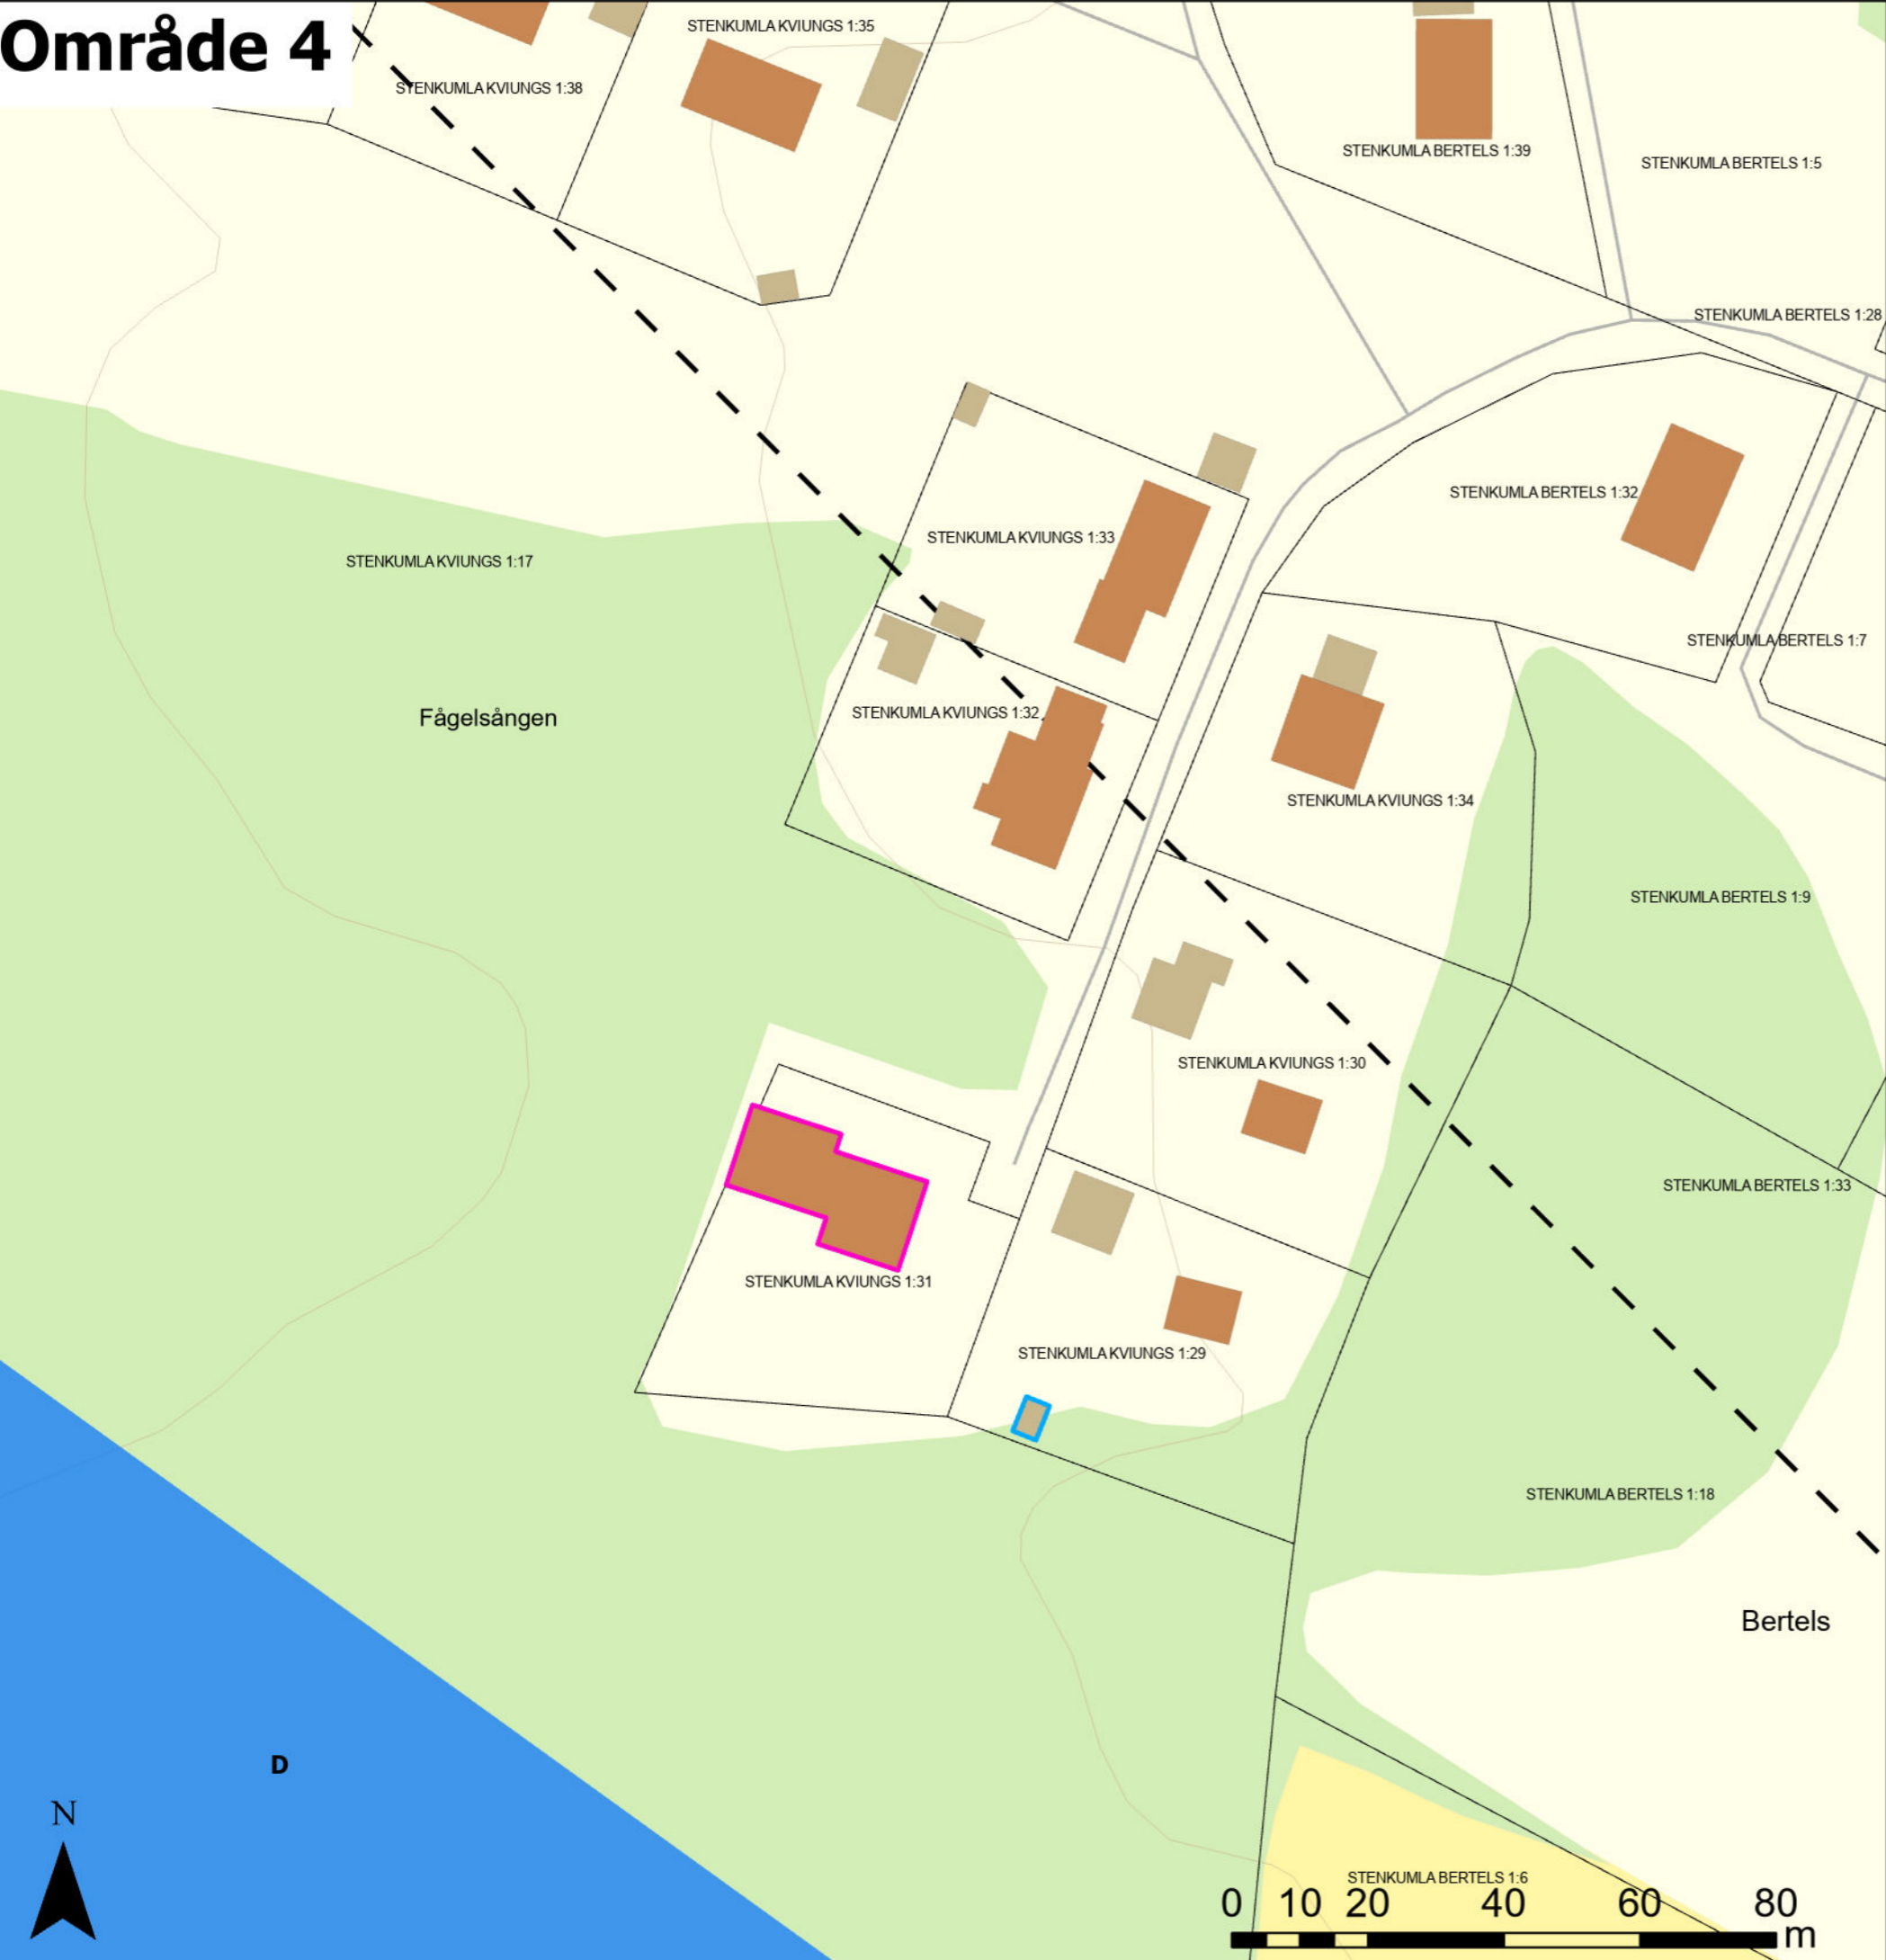 Område 4
STENKUMLA KVIUNGS 1:35
STENKUMLA KVIUNGS 1:38
STENKUMLA BERTELS 1:39
STENKUMLA BERTELS 1:5
STENKUMLA BERTELS 1:28
STENKUMLA BERTELS 1:32
STENKUMLA KVIUNGS 1:33
STENKUMLA KVIUNGS 1:17
STENKUMLA BERTELS 1:7
STENKUMLA KVIUNGS 1:32
Fågelsången
STENKUMLA KVIUNGS 1:34
STENKUMLA BERTELS 1:9
STENKUMLA KVIUNGS 1:30
STENKUMLA BERTELS 1:33
STENKUMLA KVIUNGS 1:31
STENKUMLA KVIUNGS 1:29
STENKUMLA BERTELS 1:18
Bertels
D
N
STENKUMLA BERTELS 1:6
0 10 20 40 60 80
m